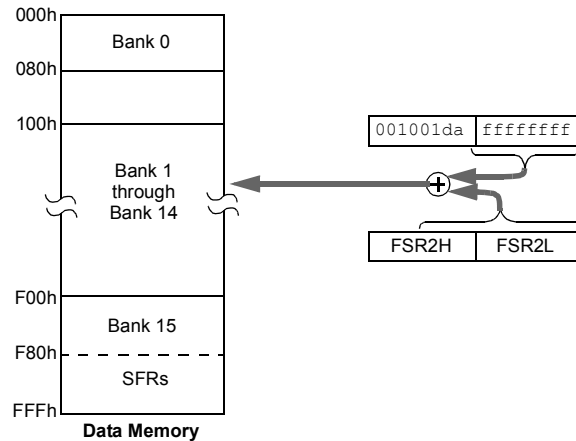 000h
Bank 0
080h
100h
001001da ffffffff
Bank 1
through
Bank 14
FSR2H FSR2L
F00h
Bank 15
F80h
SFRs
FFFh
Data Memory